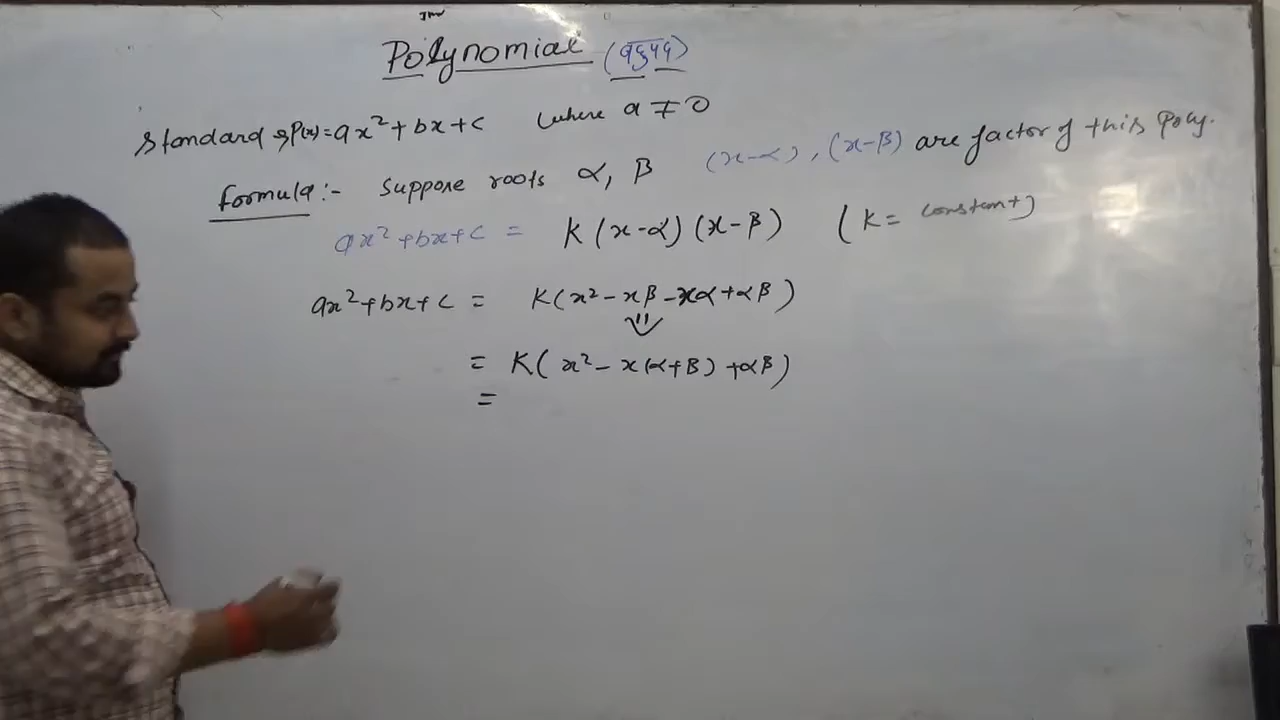 Polynomial (बहुपद)
Standard → P(x) = ax² + bx + c where a ≠ 0
Formula :- Suppose roots α, β (x-α), (x-β) are factor of this Poly.
ax² + bx + c = K (x-α) (x-β) (K = constant)
ax² + bx + c = K(x² - xβ - xα + αβ)
= K( x² - x(α+β) + αβ)
=